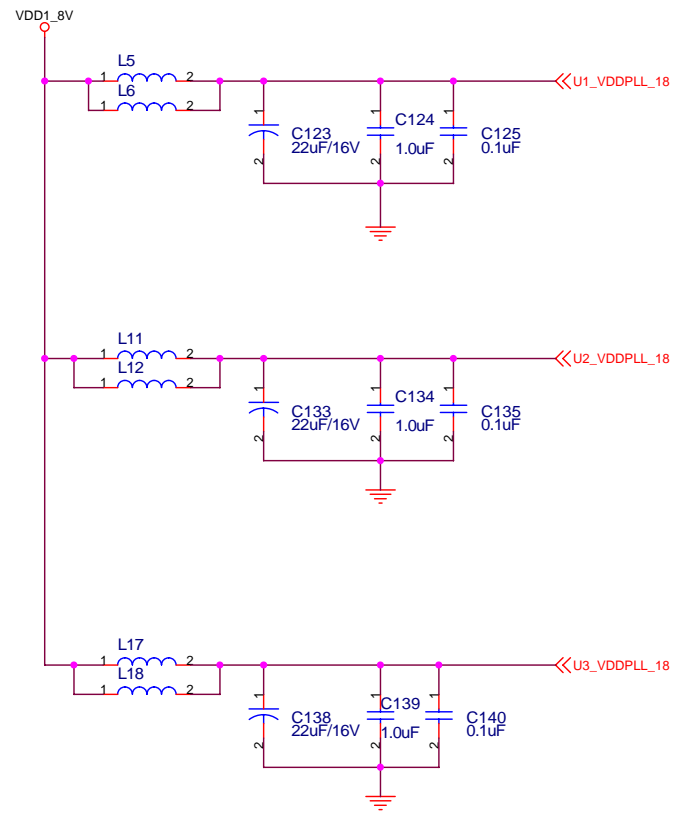 VDD1_8V
L5
1 2
L6
1 2
U1_VDDPLL_18
1 1 1
C123
22uF/16V
C124
1.0uF
C125
0.1uF
2 2 2
L11
1 2
L12
1 2
U2_VDDPLL_18
1 1 1
C133
22uF/16V
C134
1.0uF
C135
0.1uF
2 2 2
L17
1 2
L18
1 2
U3_VDDPLL_18
1 1 1
C138
22uF/16V
C139
1.0uF
C140
0.1uF
2 2 2